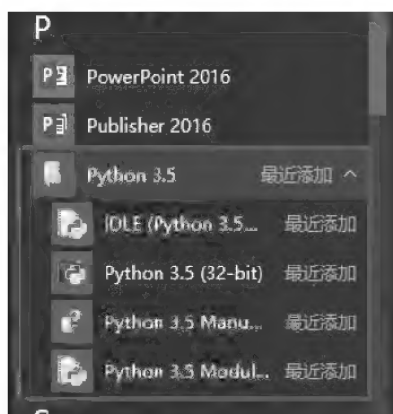 P
PowerPoint 2016
Publisher 2016
Python 3.5 最近添加
IDLE (Python 3.5... 最近添加
Python 3.5 (32-bit) 最近添加
Python 3.5 Manu... 最近添加
Python 3.5 Modul... 最近添加